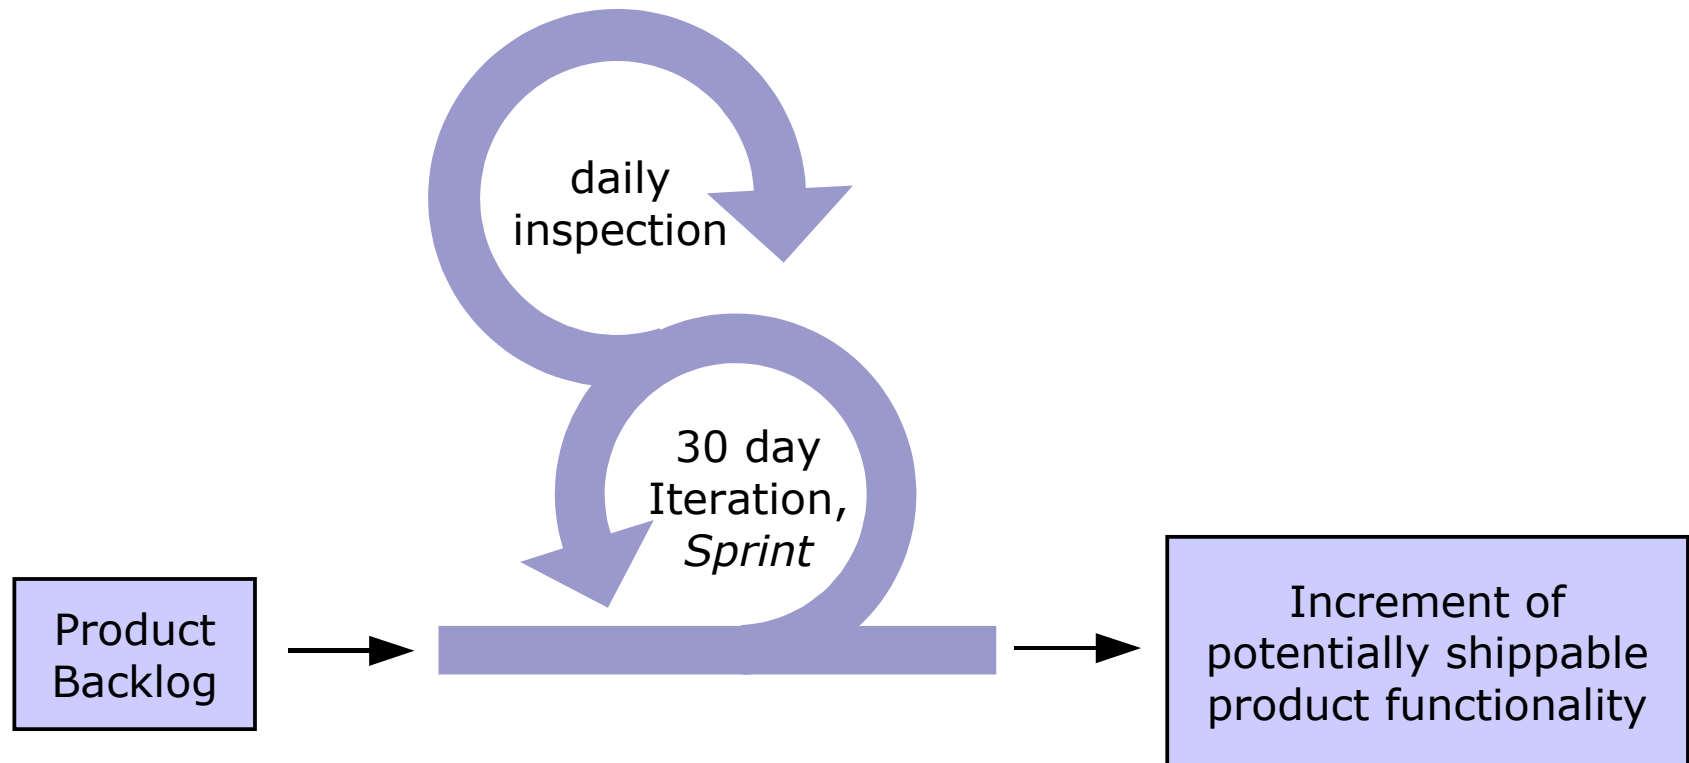 daily
inspection
30 day
Iteration,
Sprint
Product
Backlog
Increment of
potentially shippable
product functionality